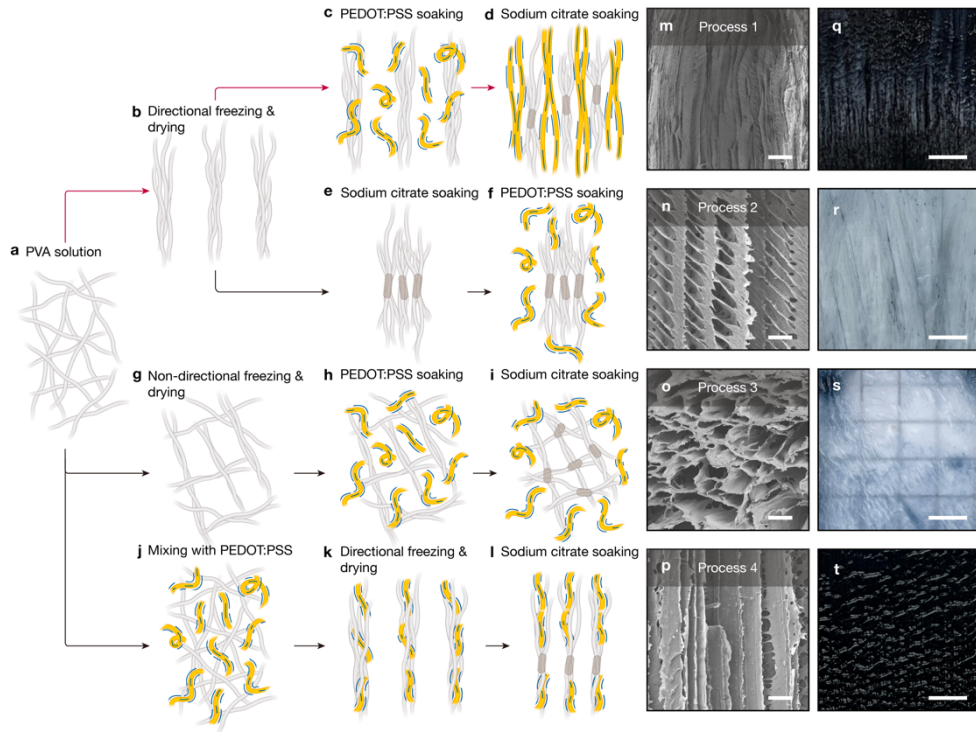 c PEDOT:PSS soaking
d Sodium citrate soaking
m Process 1
q
b Directional freezing &
drying
e Sodium citrate soaking
f PEDOT:PSS soaking
n Process 2
r
a PVA solution
g Non-directional freezing &
drying
h PEDOT:PSS soaking
i Sodium citrate soaking
o Process 3
s
j Mixing with PEDOT:PSS
k Directional freezing &
drying
l Sodium citrate soaking
p Process 4
t